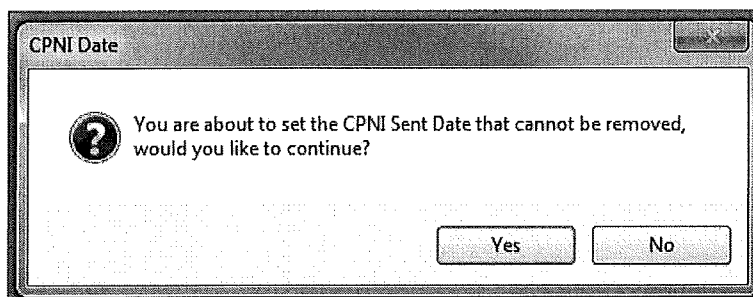 CPNI Date
You are about to set the CPNI Sent Date that cannot be removed,
would you like to continue?
Yes
No